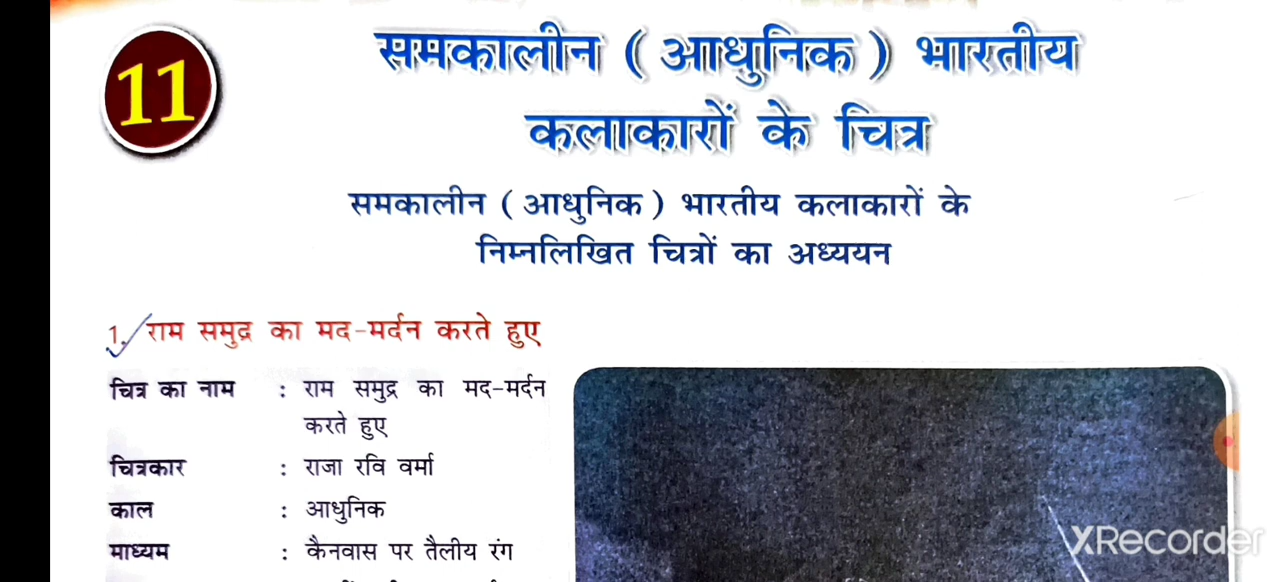 11
समकालीन ( आधुनिक ) भारतीय
कलाकारों के चित्र
समकालीन ( आधुनिक ) भारतीय कलाकारों के
निम्नलिखित चित्रों का अध्ययन
1. राम समुद्र का मद-मर्दन करते हुए
चित्र का नाम : राम समुद्र का मद-मर्दन
करते हुए
चित्रकार : राजा रवि वर्मा
काल : आधुनिक
माध्यम : कैनवास पर तैलीय रंग
XRecorder